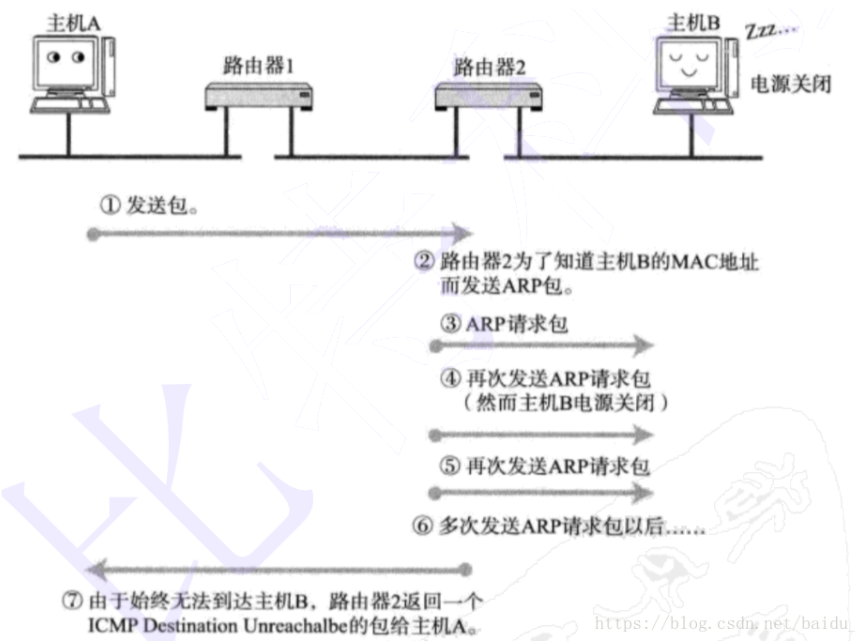 主机A
主机B
Zzz...
路由器1
路由器2
电源关闭
① 发送包。
② 路由器2为了知道主机B的MAC地址
而发送ARP包。
③ ARP请求包
④ 再次发送ARP请求包
（然而主机B电源关闭）
⑤ 再次发送ARP请求包
⑥ 多次发送ARP请求包以后……
⑦ 由于始终无法到达主机B，路由器2返回一个
ICMP Destination Unreachalbe的包给主机A。
https://blog.csdn.net/baidu